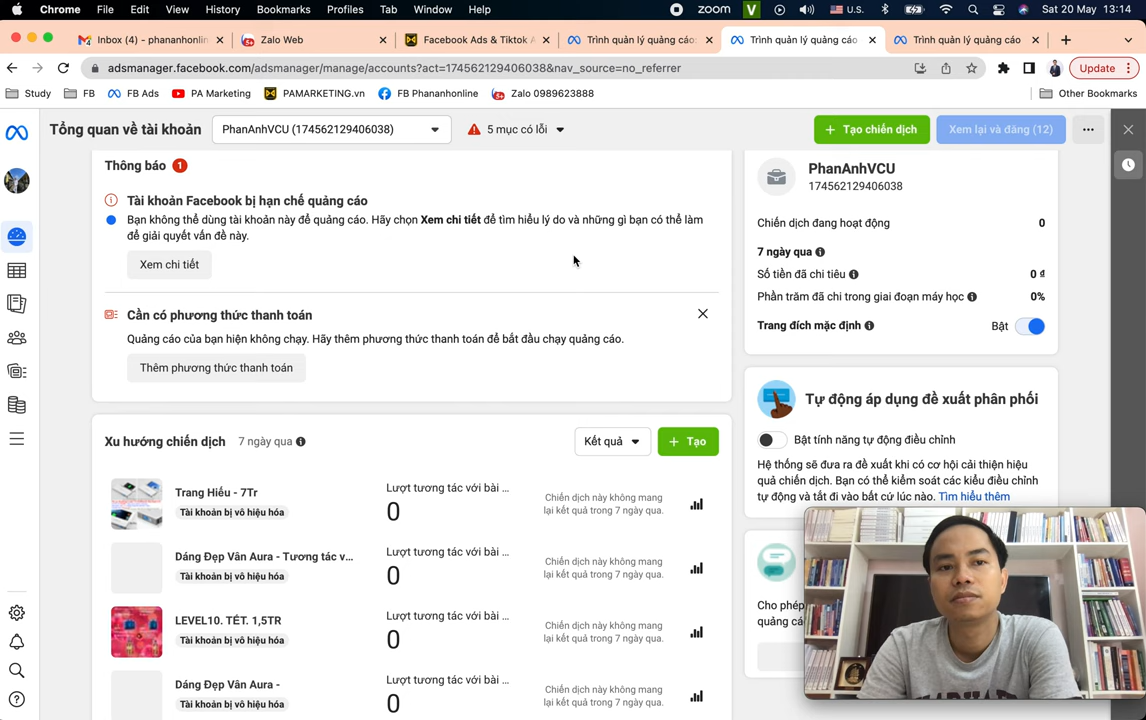 Chrome File Edit View History Bookmarks Profiles Tab Window Help zoom V U.S. Sat 20 May 13:14
Inbox (4) - phananhonlin Zalo Web Facebook Ads & Tiktok A Trình quản lý quảng cáo Trình quản lý quảng cáo Trình quản lý quảng cáo
adsmanager.facebook.com/adsmanager/manage/accounts?act=174562129406038&nav_source=no_referrer Update
Study FB FB Ads PA Marketing PAMARKETING.vn FB Phananhonline Zalo 0989623888 Other Bookmarks
Tổng quan về tài khoản PhanAnhVCU (174562129406038) 5 mục có lỗi + Tạo chiến dịch Xem lại và đăng (12)
Thông báo 1
Tài khoản Facebook bị hạn chế quảng cáo
Bạn không thể dùng tài khoản này để quảng cáo. Hãy chọn Xem chi tiết để tìm hiểu lý do và những gì bạn có thể làm
để giải quyết vấn đề này.
Xem chi tiết
Cần có phương thức thanh toán
Quảng cáo của bạn hiện không chạy. Hãy thêm phương thức thanh toán để bắt đầu chạy quảng cáo.
Thêm phương thức thanh toán
Xu hướng chiến dịch 7 ngày qua Kết quả + Tạo
Trang Hiếu - 7Tr
Tài khoản bị vô hiệu hóa
Lượt tương tác với bài ...
0
Chiến dịch này không mang
lại kết quả trong 7 ngày qua.
Dáng Đẹp Vân Aura - Tương tác v...
Tài khoản bị vô hiệu hóa
Lượt tương tác với bài ...
0
Chiến dịch này không mang
lại kết quả trong 7 ngày qua.
LEVEL10. TẾT. 1,5TR
Tài khoản bị vô hiệu hóa
Lượt tương tác với bài ...
0
Chiến dịch này không mang
lại kết quả trong 7 ngày qua.
Dáng Đẹp Vân Aura -
Tài khoản bị vô hiệu hóa
Lượt tương tác với bài ...
0
Chiến dịch này không mang
lại kết quả trong 7 ngày qua.
PhanAnhVCU
174562129406038
Chiến dịch đang hoạt động 0
7 ngày qua
Số tiền đã chi tiêu 0 đ
Phần trăm đã chi trong giai đoạn máy học 0%
Trang đích mặc định Bật
Tự động áp dụng đề xuất phân phối
Bật tính năng tự động điều chỉnh
Hệ thống sẽ đưa ra đề xuất khi có cơ hội cải thiện hiệu
quả chiến dịch. Bạn có thể kiểm soát các kiểu điều chỉnh
tự động và tắt đi vào bất cứ lúc nào. Tìm hiểu thêm
Cho phép
quảng cá